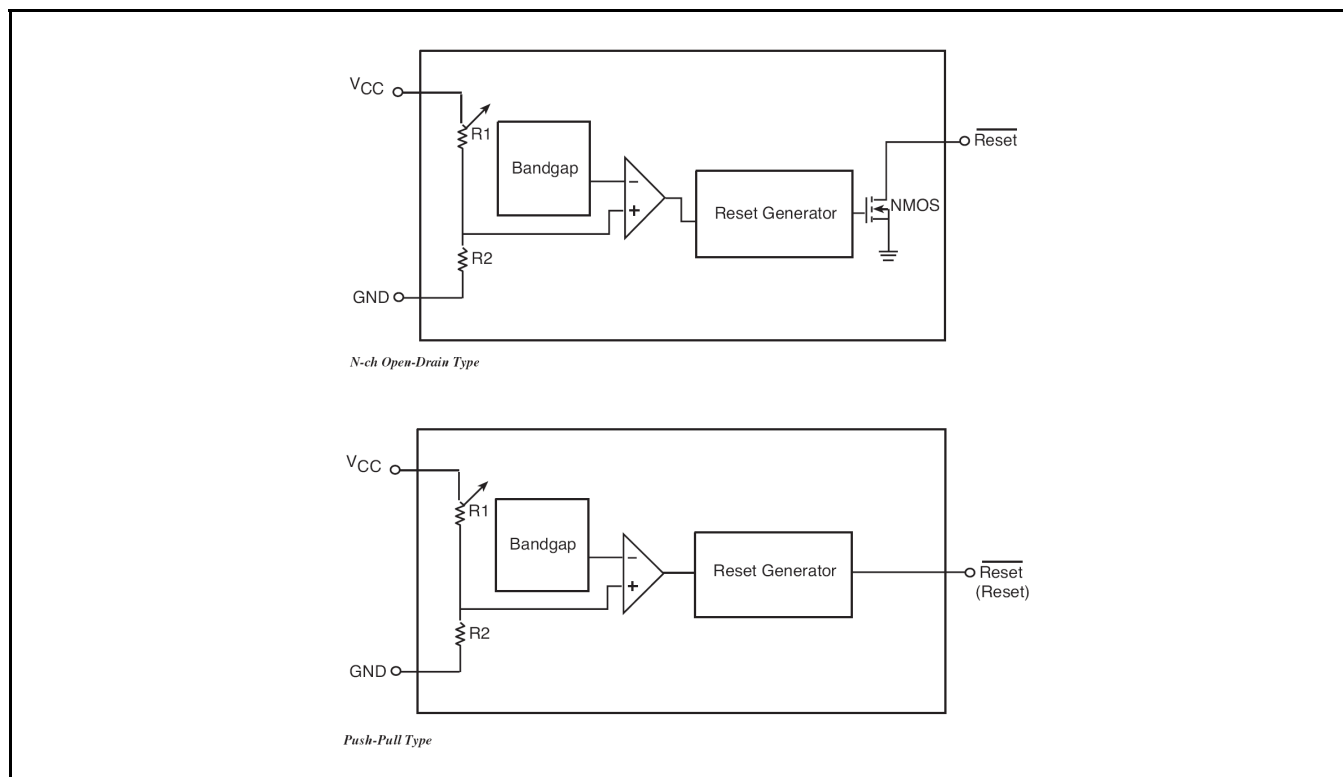 VCC
R1
Bandgap
−
+
Reset Generator
NMOS
Reset
R2
GND
N-ch Open-Drain Type
VCC
R1
Bandgap
−
+
Reset Generator
Reset
(Reset)
R2
GND
Push-Pull Type